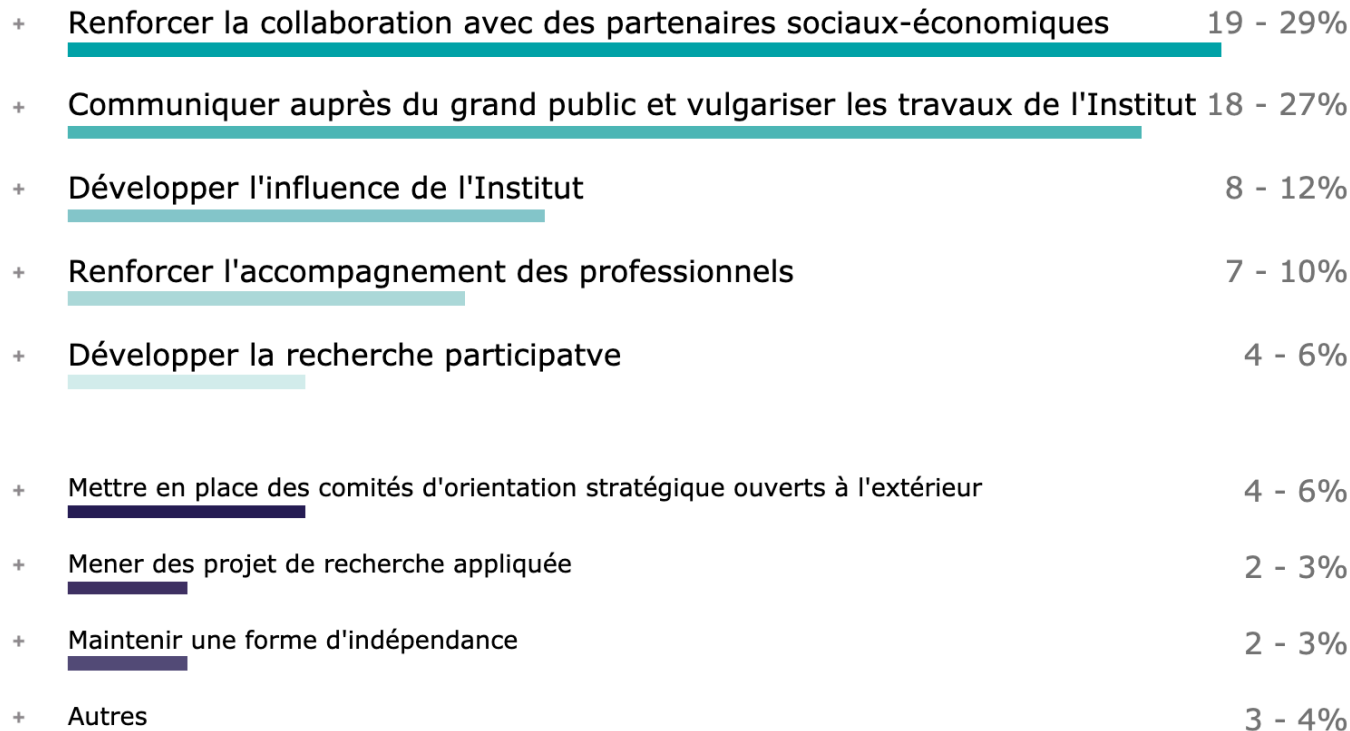 + Renforcer la collaboration avec des partenaires sociaux-économiques 19 - 29%
+ Communiquer auprès du grand public et vulgariser les travaux de l'Institut 18 - 27%
+ Développer l'influence de l'Institut 8 - 12%
+ Renforcer l'accompagnement des professionnels 7 - 10%
+ Développer la recherche participatve 4 - 6%
+ Mettre en place des comités d'orientation stratégique ouverts à l'extérieur 4 - 6%
+ Mener des projet de recherche appliquée 2 - 3%
+ Maintenir une forme d'indépendance 2 - 3%
+ Autres 3 - 4%